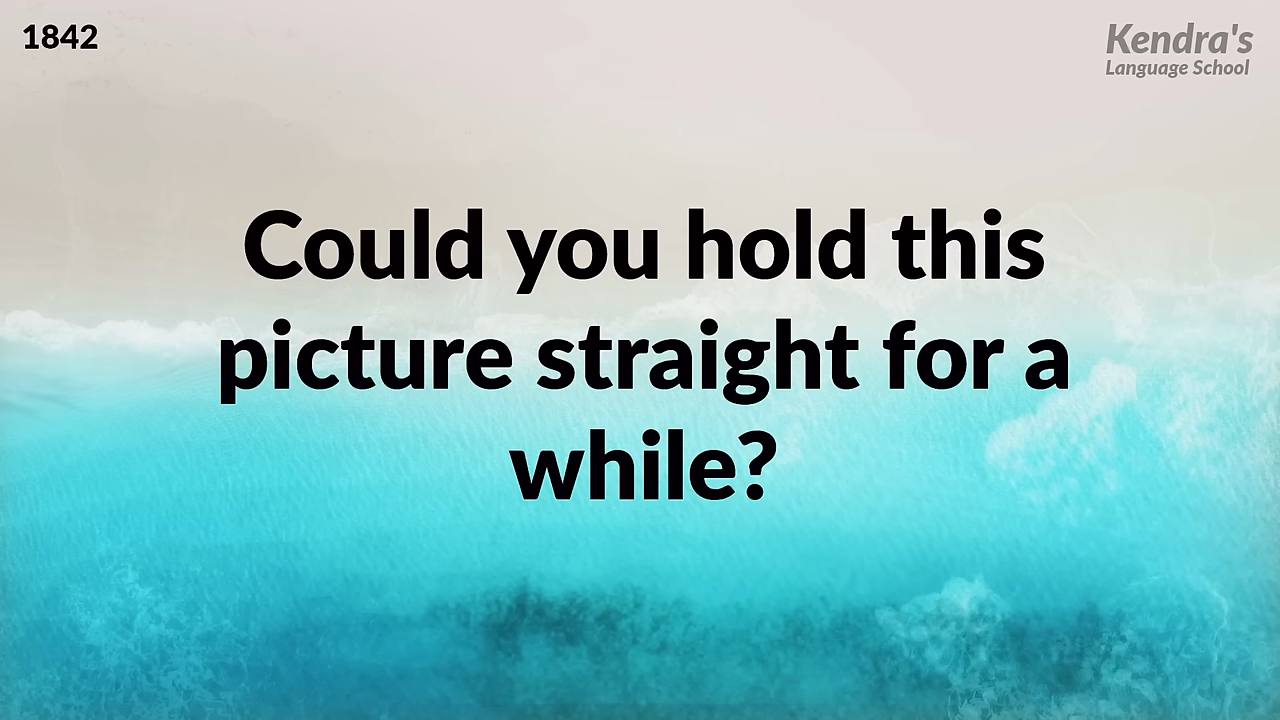 1842
Kendra's
Language School
Could you hold this
picture straight for a
while?